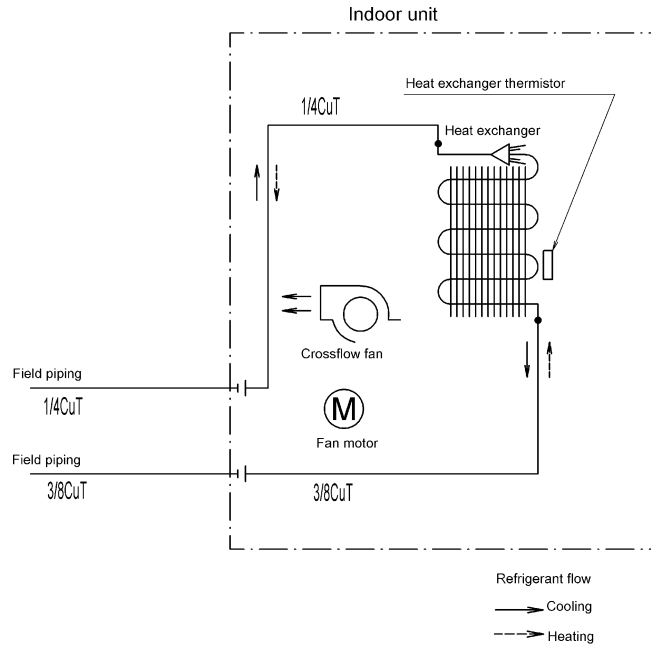 Indoor unit
Heat exchanger thermistor
1/4CuT
Heat exchanger
Crossflow fan
Field piping
1/4CuT
M
Fan motor
Field piping
3/8CuT
3/8CuT
Refrigerant flow
Cooling
Heating